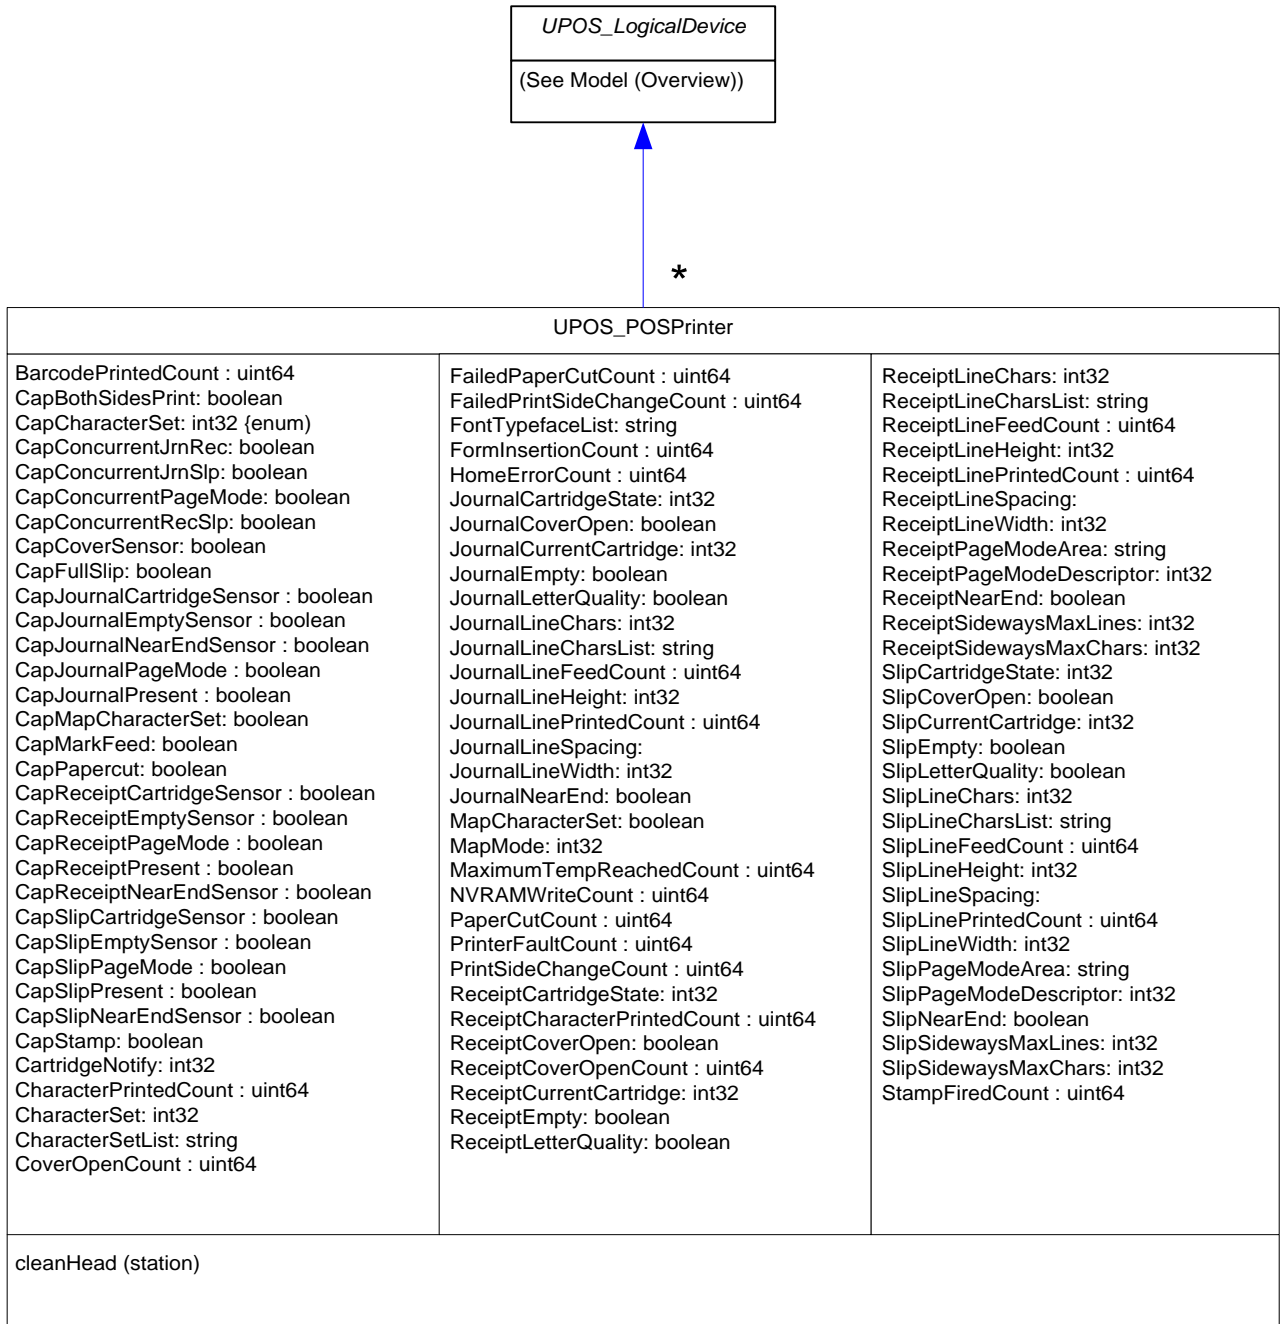 UPOS_LogicalDevice
(See Model (Overview))
*
UPOS_POSPrinter
BarcodePrintedCount : uint64
CapBothSidesPrint: boolean
CapCharacterSet: int32 {enum)
CapConcurrentJrnRec: boolean
CapConcurrentJrnSlp: boolean
CapConcurrentPageMode: boolean
CapConcurrentRecSlp: boolean
CapCoverSensor: boolean
CapFullSlip: boolean
CapJournalCartridgeSensor : boolean
CapJournalEmptySensor : boolean
CapJournalNearEndSensor : boolean
CapJournalPageMode : boolean
CapJournalPresent : boolean
CapMapCharacterSet: boolean
CapMarkFeed: boolean
CapPapercut: boolean
CapReceiptCartridgeSensor : boolean
CapReceiptEmptySensor : boolean
CapReceiptPageMode : boolean
CapReceiptPresent : boolean
CapReceiptNearEndSensor : boolean
CapSlipCartridgeSensor : boolean
CapSlipEmptySensor : boolean
CapSlipPageMode : boolean
CapSlipPresent : boolean
CapSlipNearEndSensor : boolean
CapStamp: boolean
CartridgeNotify: int32
CharacterPrintedCount : uint64
CharacterSet: int32
CharacterSetList: string
CoverOpenCount : uint64
FailedPaperCutCount : uint64
FailedPrintSideChangeCount : uint64
FontTypefaceList: string
FormInsertionCount : uint64
HomeErrorCount : uint64
JournalCartridgeState: int32
JournalCoverOpen: boolean
JournalCurrentCartridge: int32
JournalEmpty: boolean
JournalLetterQuality: boolean
JournalLineChars: int32
JournalLineCharsList: string
JournalLineFeedCount : uint64
JournalLineHeight: int32
JournalLinePrintedCount : uint64
JournalLineSpacing:
JournalLineWidth: int32
JournalNearEnd: boolean
MapCharacterSet: boolean
MapMode: int32
MaximumTempReachedCount : uint64
NVRAMWriteCount : uint64
PaperCutCount : uint64
PrinterFaultCount : uint64
PrintSideChangeCount : uint64
ReceiptCartridgeState: int32
ReceiptCharacterPrintedCount : uint64
ReceiptCoverOpen: boolean
ReceiptCoverOpenCount : uint64
ReceiptCurrentCartridge: int32
ReceiptEmpty: boolean
ReceiptLetterQuality: boolean
ReceiptLineChars: int32
ReceiptLineCharsList: string
ReceiptLineFeedCount : uint64
ReceiptLineHeight: int32
ReceiptLinePrintedCount : uint64
ReceiptLineSpacing:
ReceiptLineWidth: int32
ReceiptPageModeArea: string
ReceiptPageModeDescriptor: int32
ReceiptNearEnd: boolean
ReceiptSidewaysMaxLines: int32
ReceiptSidewaysMaxChars: int32
SlipCartridgeState: int32
SlipCoverOpen: boolean
SlipCurrentCartridge: int32
SlipEmpty: boolean
SlipLetterQuality: boolean
SlipLineChars: int32
SlipLineCharsList: string
SlipLineFeedCount : uint64
SlipLineHeight: int32
SlipLineSpacing:
SlipLinePrintedCount : uint64
SlipLineWidth: int32
SlipPageModeArea: string
SlipPageModeDescriptor: int32
SlipNearEnd: boolean
SlipSidewaysMaxLines: int32
SlipSidewaysMaxChars: int32
StampFiredCount : uint64
cleanHead (station)